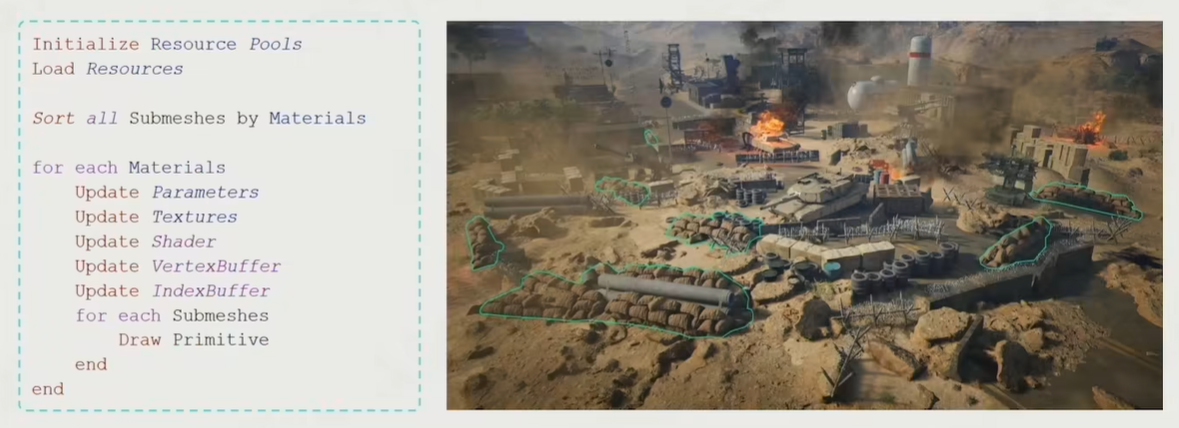 Initialize Resource Pools
Load Resources
Sort all Submeshes by Materials
for each Materials
Update Parameters
Update Textures
Update Shader
Update VertexBuffer
Update IndexBuffer
for each Submeshes
Draw Primitive
end
end